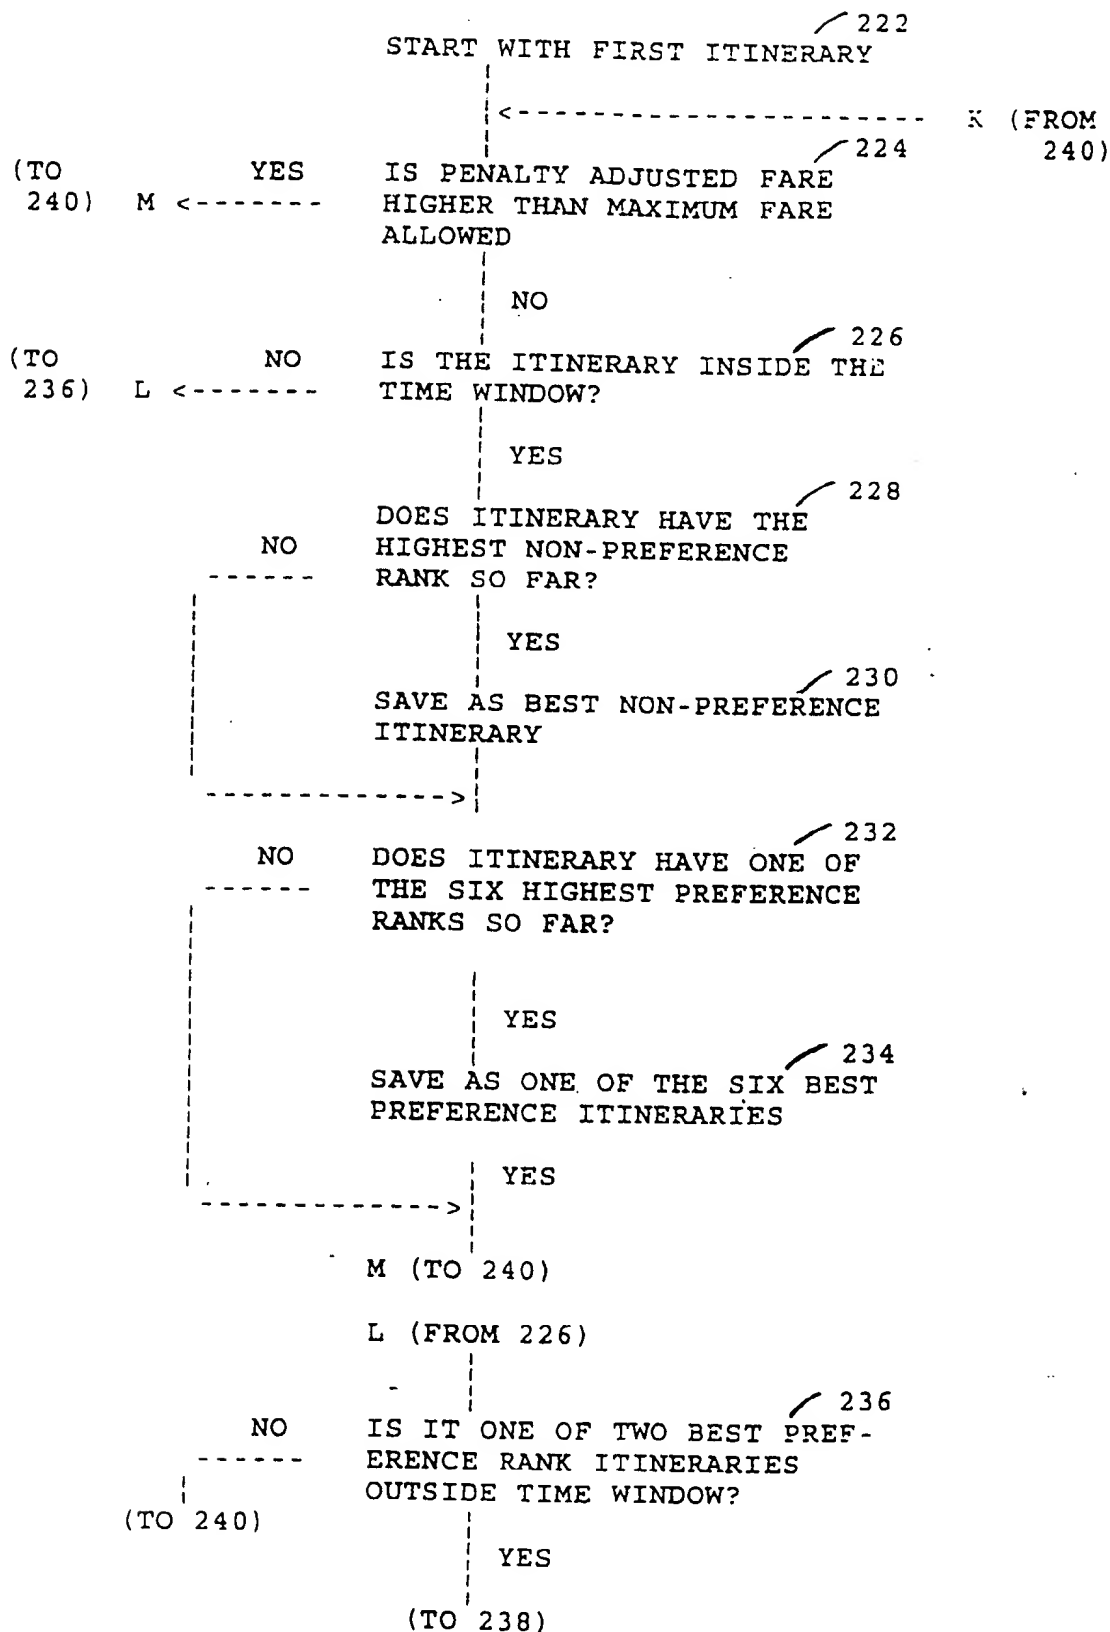 222
START WITH FIRST ITINERARY
K (FROM
240)
224
(TO
240) M
YES
IS PENALTY ADJUSTED FARE
HIGHER THAN MAXIMUM FARE
ALLOWED
NO
226
(TO
236) L
NO
IS THE ITINERARY INSIDE THE
TIME WINDOW?
YES
228
DOES ITINERARY HAVE THE
NO
HIGHEST NON-PREFERENCE
RANK SO FAR?
YES
230
SAVE AS BEST NON-PREFERENCE
ITINERARY
232
NO
DOES ITINERARY HAVE ONE OF
THE SIX HIGHEST PREFERENCE
RANKS SO FAR?
YES
234
SAVE AS ONE OF THE SIX BEST
PREFERENCE ITINERARIES
YES
M (TO 240)
L (FROM 226)
236
NO
IS IT ONE OF TWO BEST PREF-
ERENCE RANK ITINERARIES
OUTSIDE TIME WINDOW?
(TO 240)
YES
(TO 238)